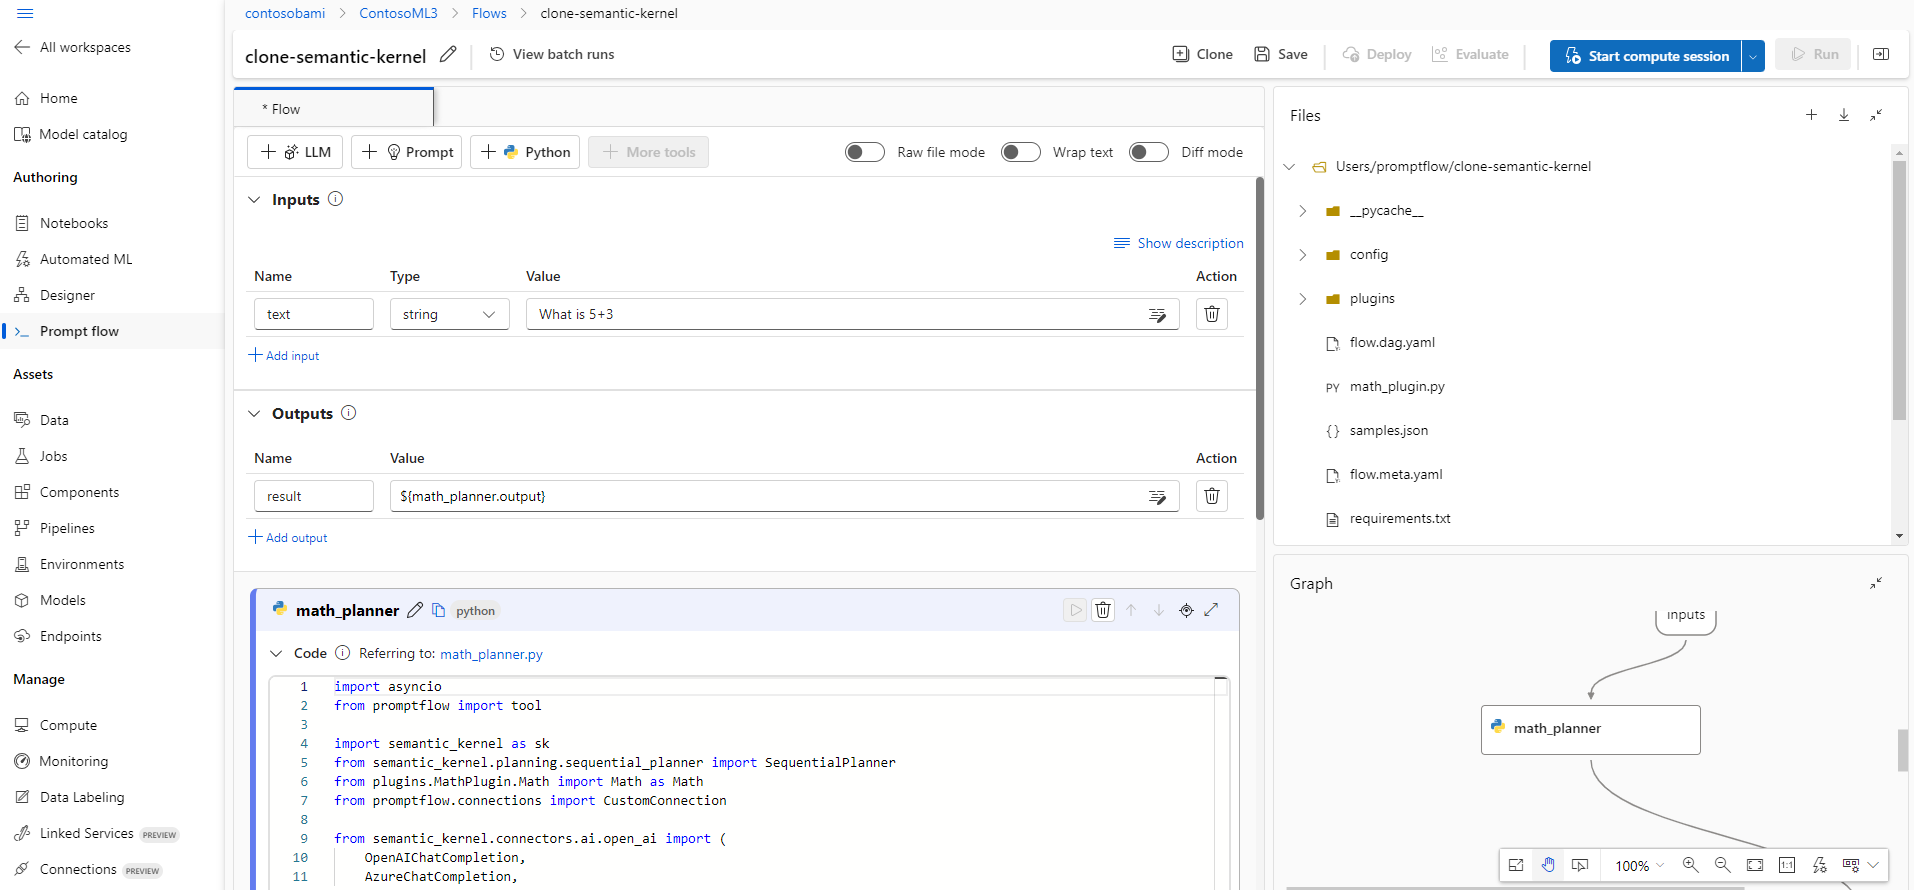 contosobami > ContosoML3 > Flows > clone-semantic-kernel
All workspaces
Home
Model catalog
Authoring
Notebooks
Automated ML
Designer
Prompt flow
Assets
Data
Jobs
Components
Pipelines
Environments
Models
Endpoints
Manage
Compute
Monitoring
Data Labeling
Linked Services PREVIEW
Connections PREVIEW
clone-semantic-kernel View batch runs Clone Save Deploy Evaluate Start compute session Run
* Flow
LLM Prompt Python More tools Raw file mode Wrap text Diff mode
Inputs
Show description
Name Type Value Action
text string What is 5+3
Add input
Outputs
Name Value Action
result ${math_planner.output}
Add output
math_planner python
Code Referring to: math_planner.py
1 import asyncio
2 from promptflow import tool
3
4 import semantic_kernel as sk
5 from semantic_kernel.planning.sequential_planner import SequentialPlanner
6 from plugins.MathPlugin.Math import Math as Math
7 from promptflow.connections import CustomConnection
8
9 from semantic_kernel.connectors.ai.open_ai import (
10 OpenAIChatCompletion,
11 AzureChatCompletion,
Files
Users/promptflow/clone-semantic-kernel
__pycache__
config
plugins
flow.dag.yaml
PY math_plugin.py
{} samples.json
flow.meta.yaml
requirements.txt
Graph
inputs
math_planner
100% 1:1